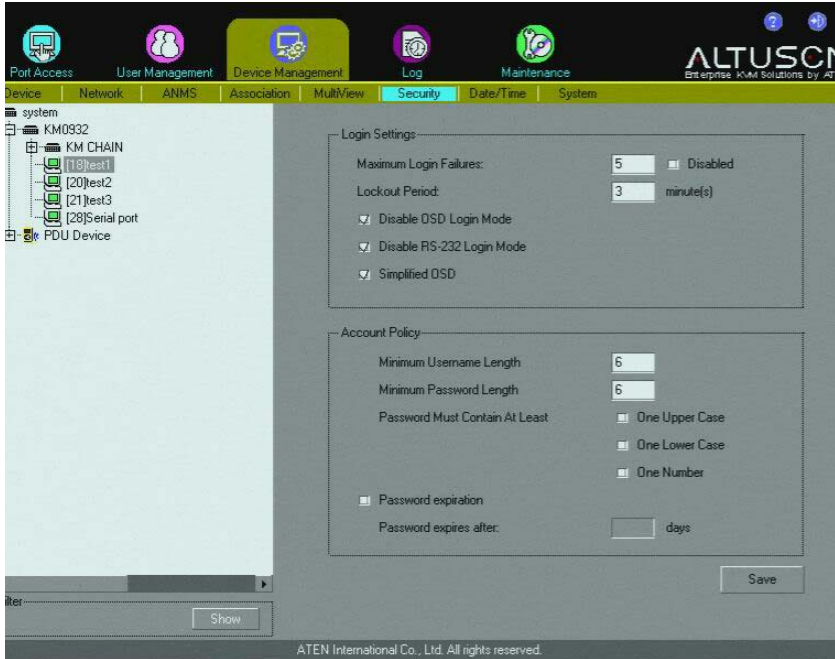 Port Access User Management Device Management Log Maintenance
ALTUSCN
Enterprise KVM Solutions by AT
Device Network ANMS Association MultiView Security Date/Time System
system
KM0932
KM CHAIN
[18]test1
[20]test2
[21]test3
[28]Serial port
PDU Device
Login Settings
Maximum Login Failures: 5 Disabled
Lockout Period: 3 minute(s)
Disable OSD Login Mode
Disable RS-232 Login Mode
Simplified OSD
Account Policy
Minimum Username Length 6
Minimum Password Length 6
Password Must Contain At Least One Upper Case
One Lower Case
One Number
Password expiration
Password expires after: days
Save
ilter
Show
ATEN International Co., Ltd. All rights reserved.